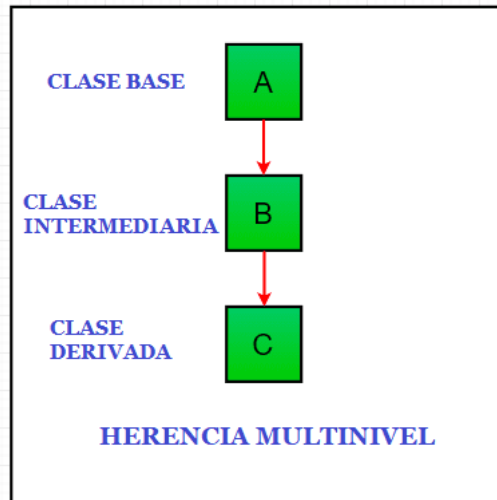 CLASE BASE
A
CLASE
INTERMEDIARIA
B
CLASE
DERIVADA
C
HERENCIA MULTINIVEL